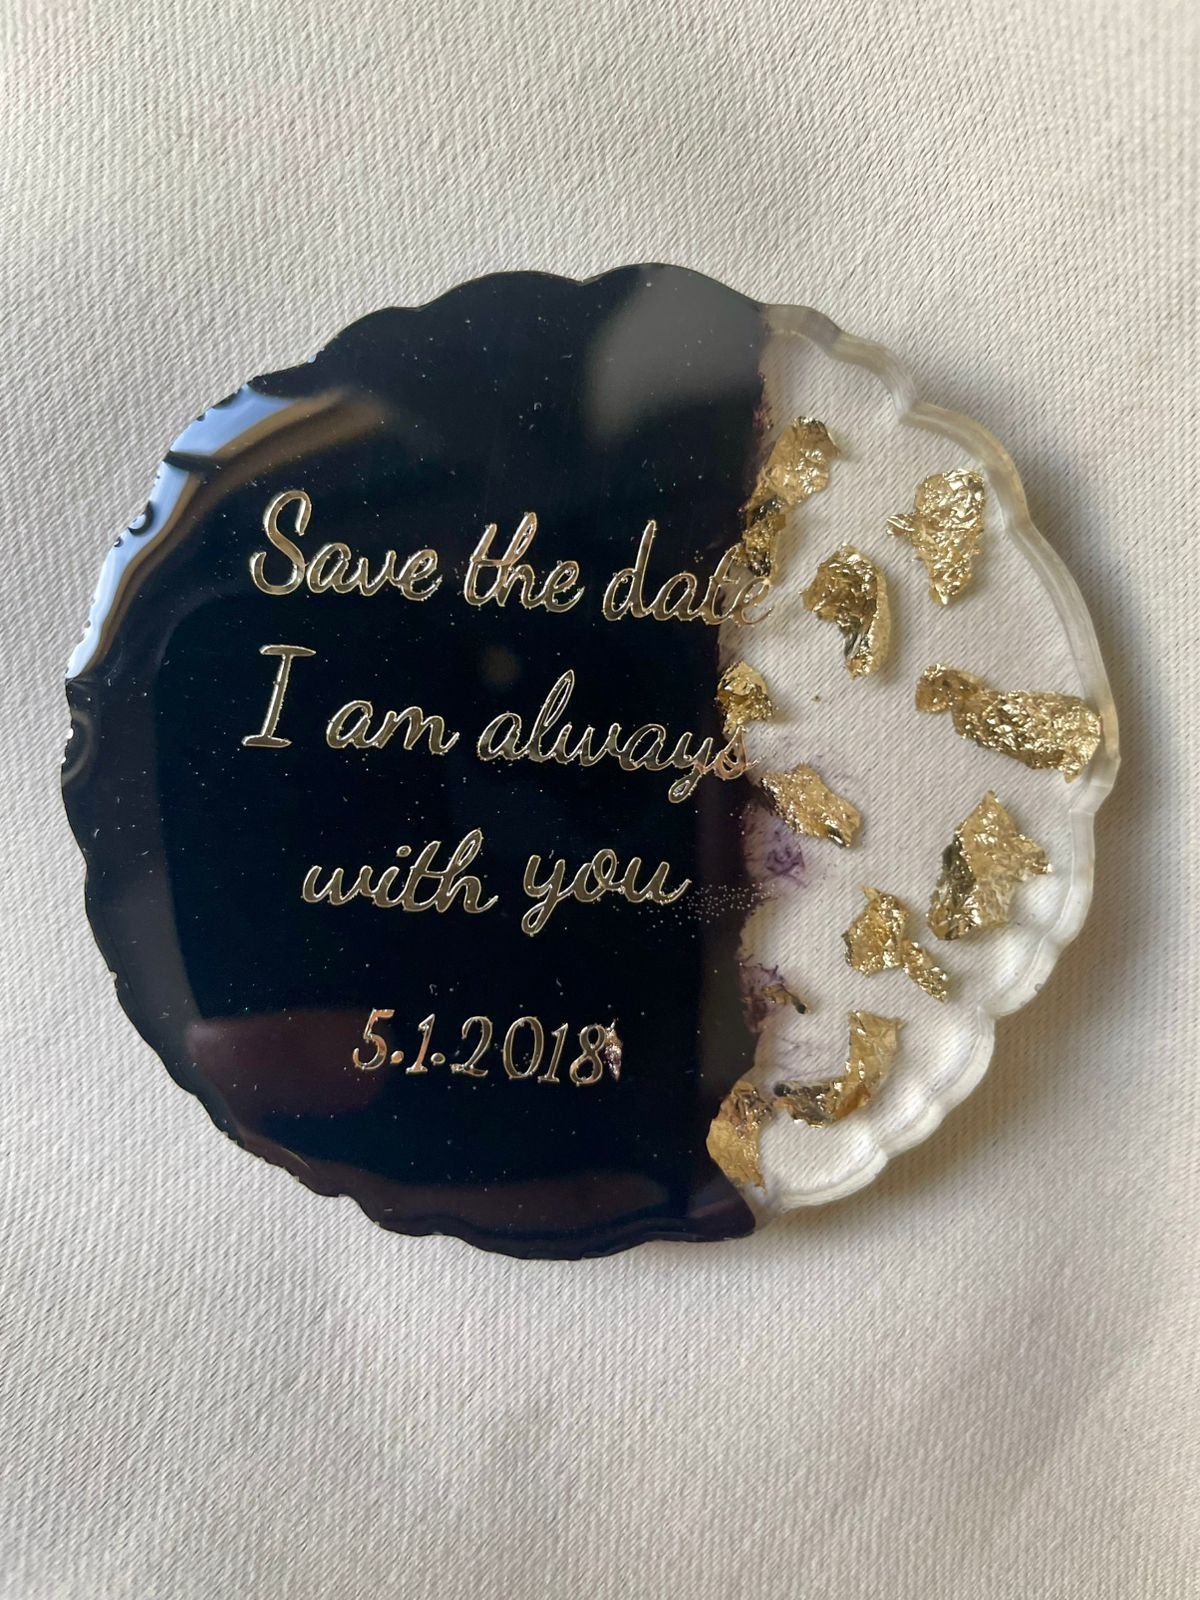 Save the date
I am always
with you
5.1.2018